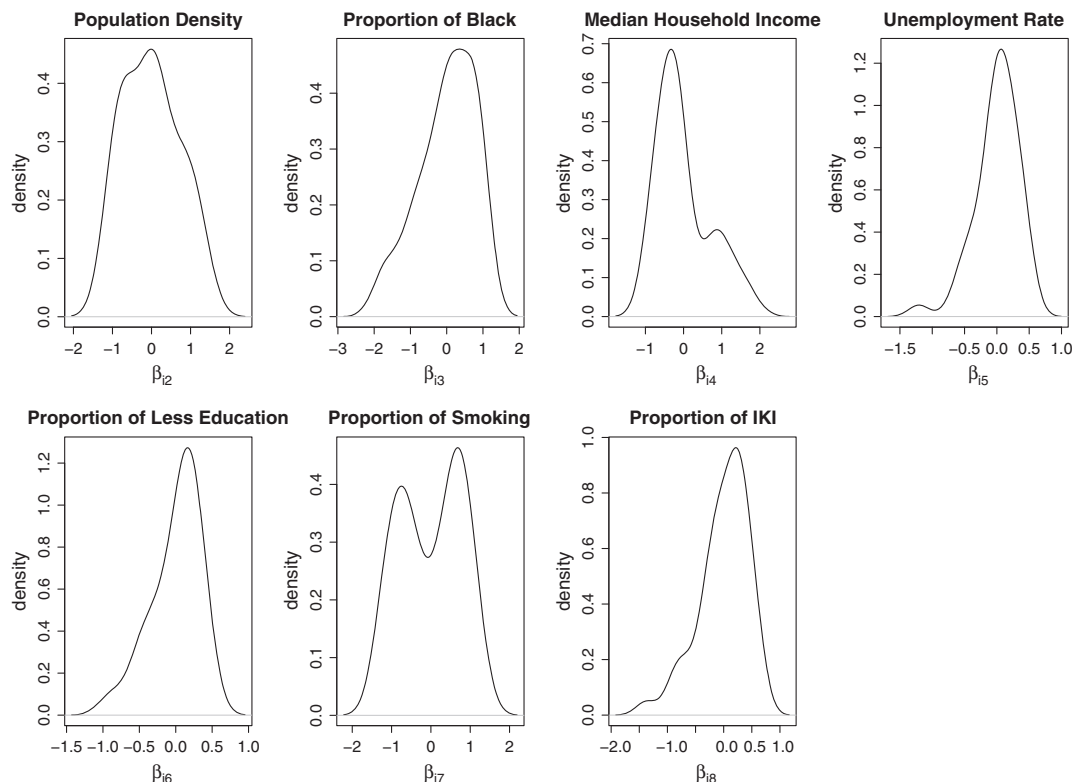 Population Density
Proportion of Black
Median Household Income
Unemployment Rate
density
0.0 0.1 0.2 0.3 0.4
−2 −1 0 1 2
βi2
density
0.0 0.1 0.2 0.3 0.4
−3 −2 −1 0 1 2
βi3
density
0.0 0.1 0.2 0.3 0.4 0.5 0.6 0.7
−1 0 1 2
βi4
density
0.0 0.2 0.4 0.6 0.8 1.0 1.2
−1.5 −0.5 0.0 0.5 1.0
βi5
Proportion of Less Education
Proportion of Smoking
Proportion of IKI
density
0.0 0.2 0.4 0.6 0.8 1.0 1.2
−1.5 −1.0 −0.5 0.0 0.5 1.0
βi6
density
0.0 0.1 0.2 0.3 0.4
−2 −1 0 1 2
βi7
density
0.0 0.2 0.4 0.6 0.8 1.0
−2.0 −1.0 0.0 0.5 1.0
βi8